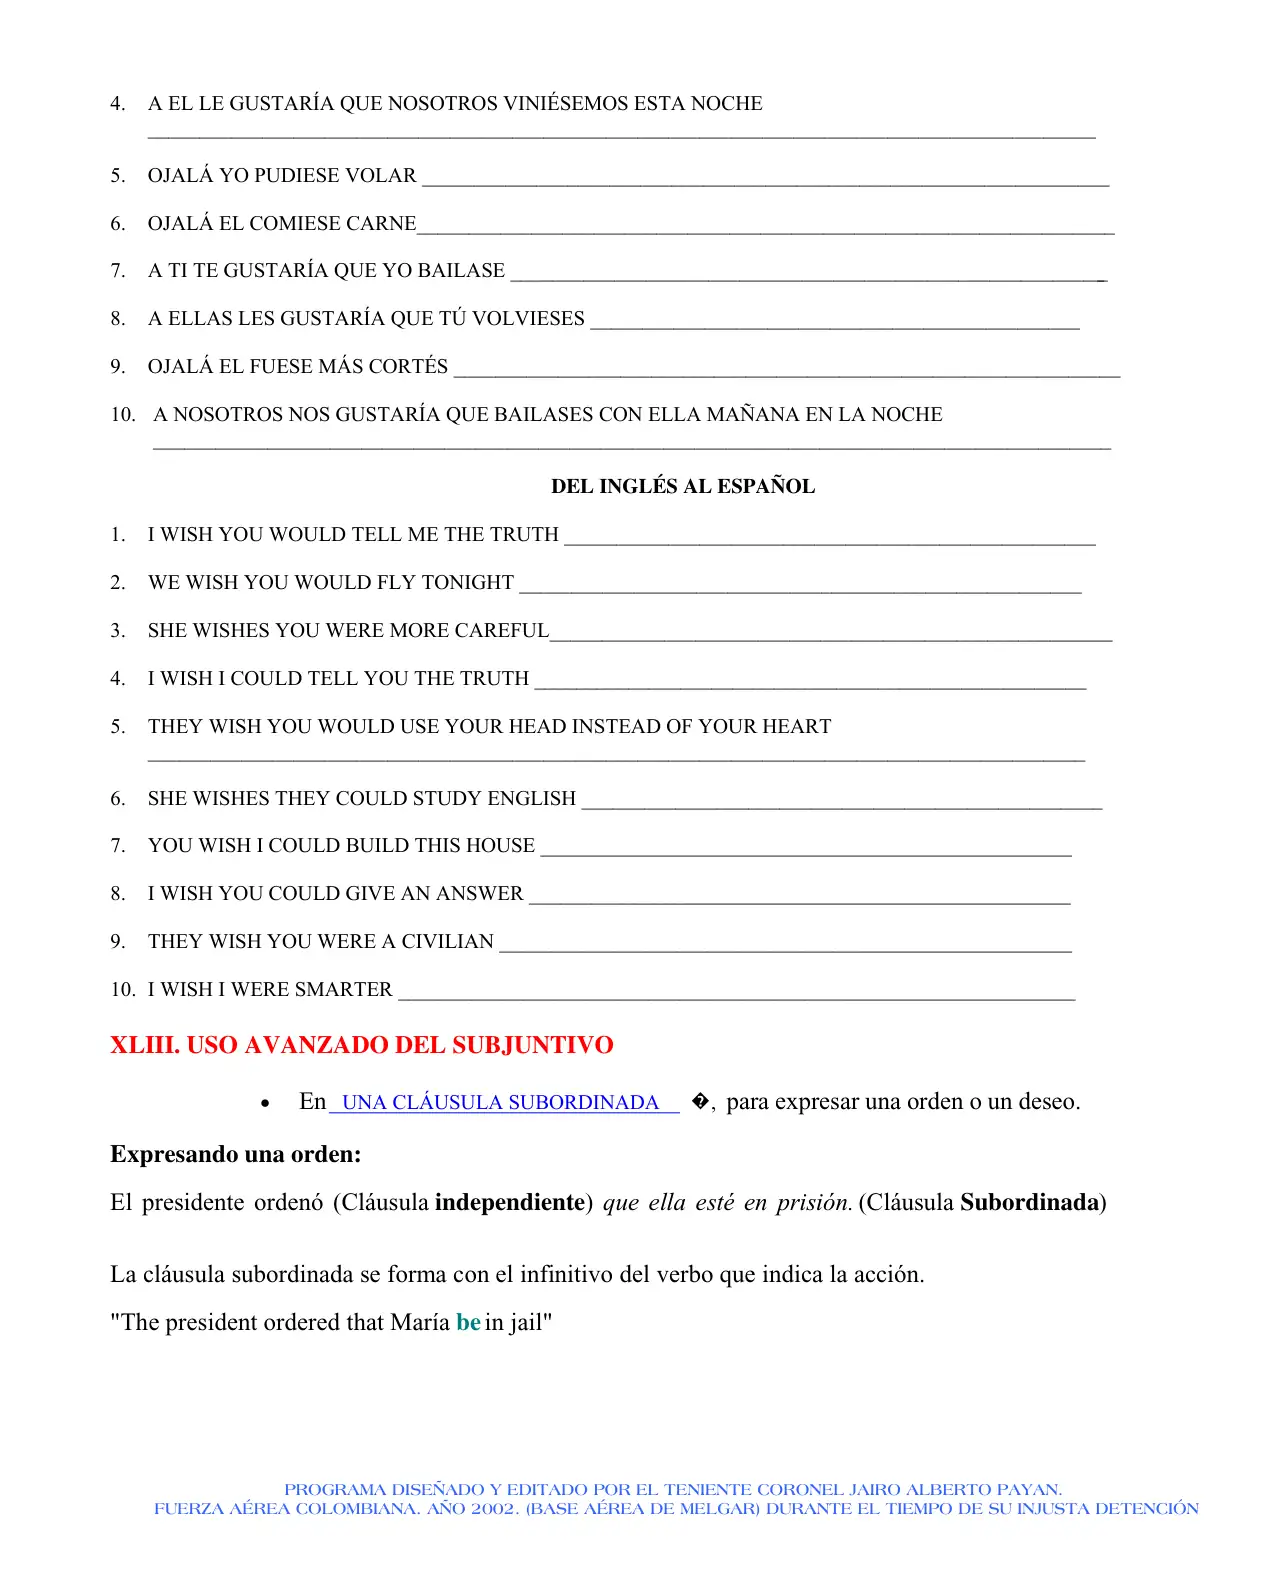 4. A EL LE GUSTARÍA QUE NOSOTROS VINIÉSEMOS ESTA NOCHE
5. OJALÁ YO PUDIESE VOLAR
6. OJALÁ EL COMIESE CARNE
7. A TI TE GUSTARÍA QUE YO BAILASE
8. A ELLAS LES GUSTARÍA QUE TÚ VOLVIESES
9. OJALÁ EL FUESE MÁS CORTÉS
10. A NOSOTROS NOS GUSTARÍA QUE BAILASES CON ELLA MAÑANA EN LA NOCHE
DEL INGLÉS AL ESPAÑOL
1. I WISH YOU WOULD TELL ME THE TRUTH
2. WE WISH YOU WOULD FLY TONIGHT
3. SHE WISHES YOU WERE MORE CAREFUL
4. I WISH I COULD TELL YOU THE TRUTH
5. THEY WISH YOU WOULD USE YOUR HEAD INSTEAD OF YOUR HEART
6. SHE WISHES THEY COULD STUDY ENGLISH
7. YOU WISH I COULD BUILD THIS HOUSE
8. I WISH YOU COULD GIVE AN ANSWER
9. THEY WISH YOU WERE A CIVILIAN
10. I WISH I WERE SMARTER
XLIII. USO AVANZADO DEL SUBJUNTIVO
• En UNA CLÁUSULA SUBORDINADA �, para expresar una orden o un deseo.
Expresando una orden:
El presidente ordenó (Cláusula independiente) que ella esté en prisión. (Cláusula Subordinada)
La cláusula subordinada se forma con el infinitivo del verbo que indica la acción.
"The president ordered that María be in jail"
PROGRAMA DISEÑADO Y EDITADO POR EL TENIENTE CORONEL JAIRO ALBERTO PAYAN.
FUERZA AÉREA COLOMBIANA. AÑO 2002. (BASE AÉREA DE MELGAR) DURANTE EL TIEMPO DE SU INJUSTA DETENCIÓN